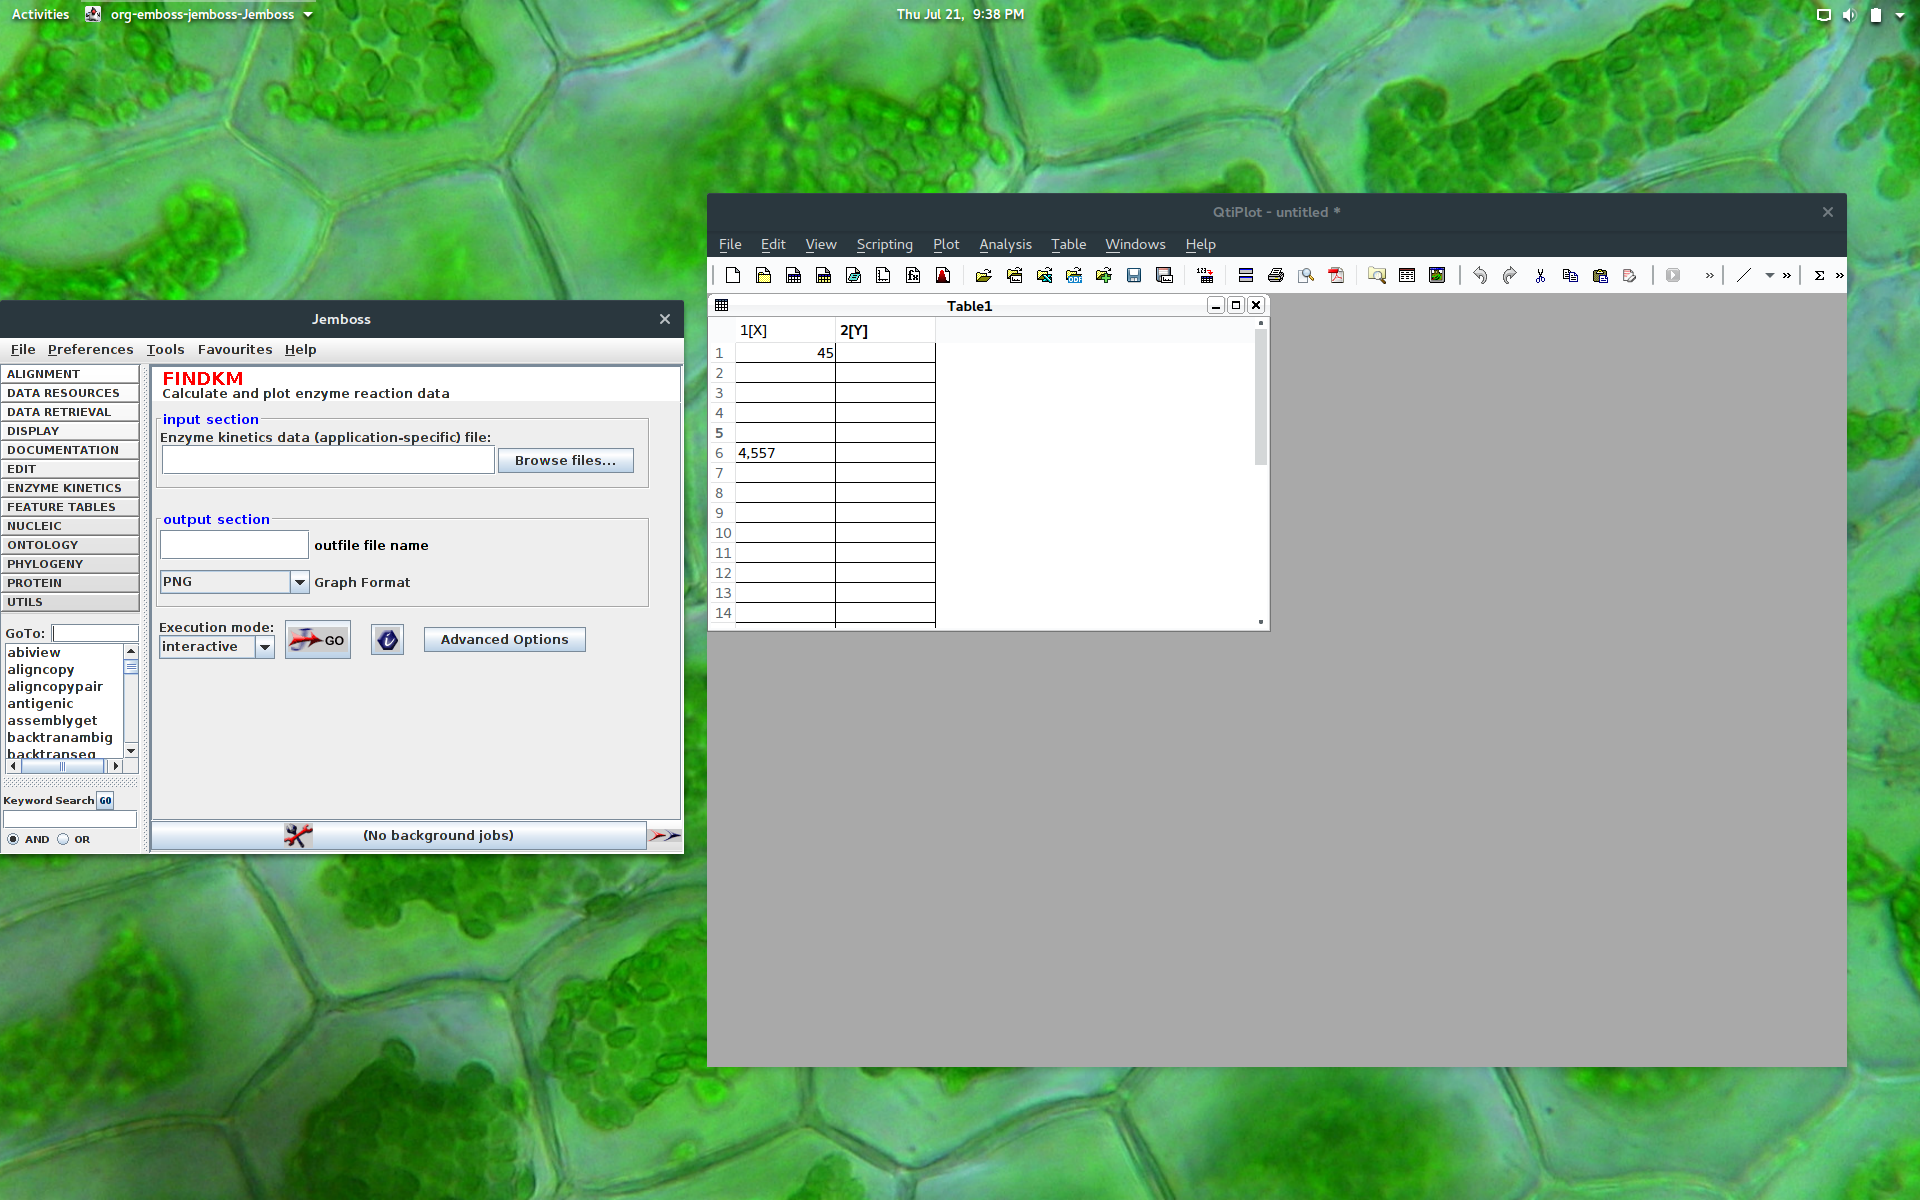 Activities org-emboss-jemboss-Jemboss Thu Jul 21, 9:38 PM
QtiPlot - untitled *
File Edit View Scripting Plot Analysis Table Windows Help
Table1
1[X] 2[Y]
1 45
2
3
4
5
6 4,557
7
8
9
10
11
12
13
14
Jemboss
File Preferences Tools Favourites Help
ALIGNMENT
DATA RESOURCES
DATA RETRIEVAL
DISPLAY
DOCUMENTATION
EDIT
ENZYME KINETICS
FEATURE TABLES
NUCLEIC
ONTOLOGY
PHYLOGENY
PROTEIN
UTILS
GoTo:
abiview
aligncopy
aligncopypair
antigenic
assemblyget
backtranambig
backtranseq
Keyword Search GO
AND OR
FINDKM
Calculate and plot enzyme reaction data
input section
Enzyme kinetics data (application-specific) file:
Browse files...
output section
outfile file name
PNG Graph Format
Execution mode:
interactive GO i Advanced Options
(No background jobs)